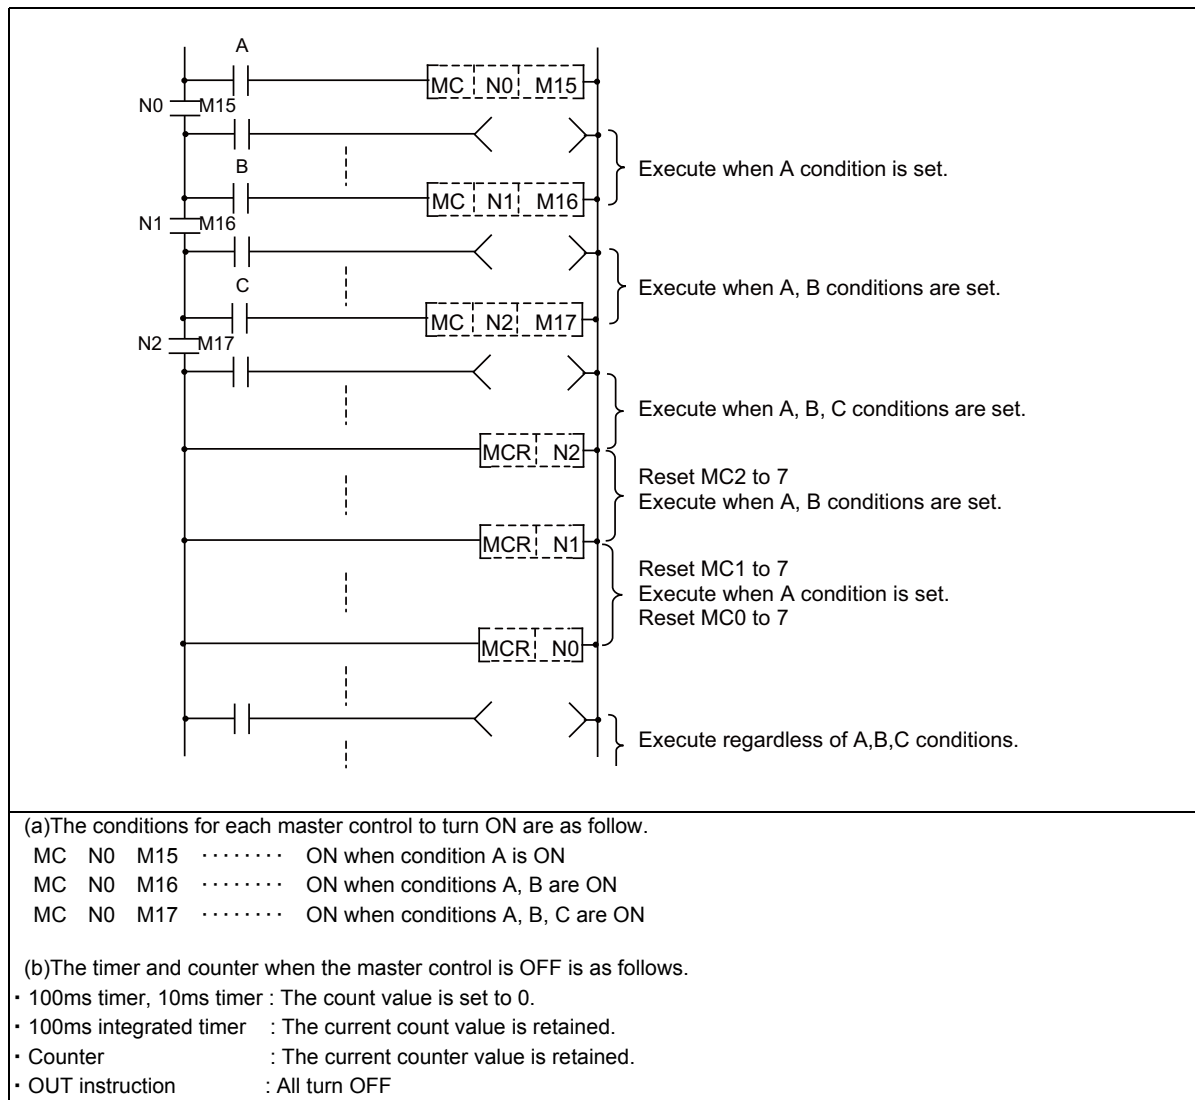 A
MC N0 M15
N0 M15
Execute when A condition is set.
B
MC N1 M16
N1 M16
Execute when A, B conditions are set.
C
MC N2 M17
N2 M17
Execute when A, B, C conditions are set.
MCR N2
Reset MC2 to 7
Execute when A, B conditions are set.
MCR N1
Reset MC1 to 7
Execute when A condition is set.
Reset MC0 to 7
MCR N0
Execute regardless of A,B,C conditions.
(a)The conditions for each master control to turn ON are as follow.
MC N0 M15 ········ ON when condition A is ON
MC N0 M16 ········ ON when conditions A, B are ON
MC N0 M17 ········ ON when conditions A, B, C are ON
(b)The timer and counter when the master control is OFF is as follows.
・100ms timer, 10ms timer : The count value is set to 0.
・100ms integrated timer : The current count value is retained.
・Counter : The current counter value is retained.
・OUT instruction : All turn OFF